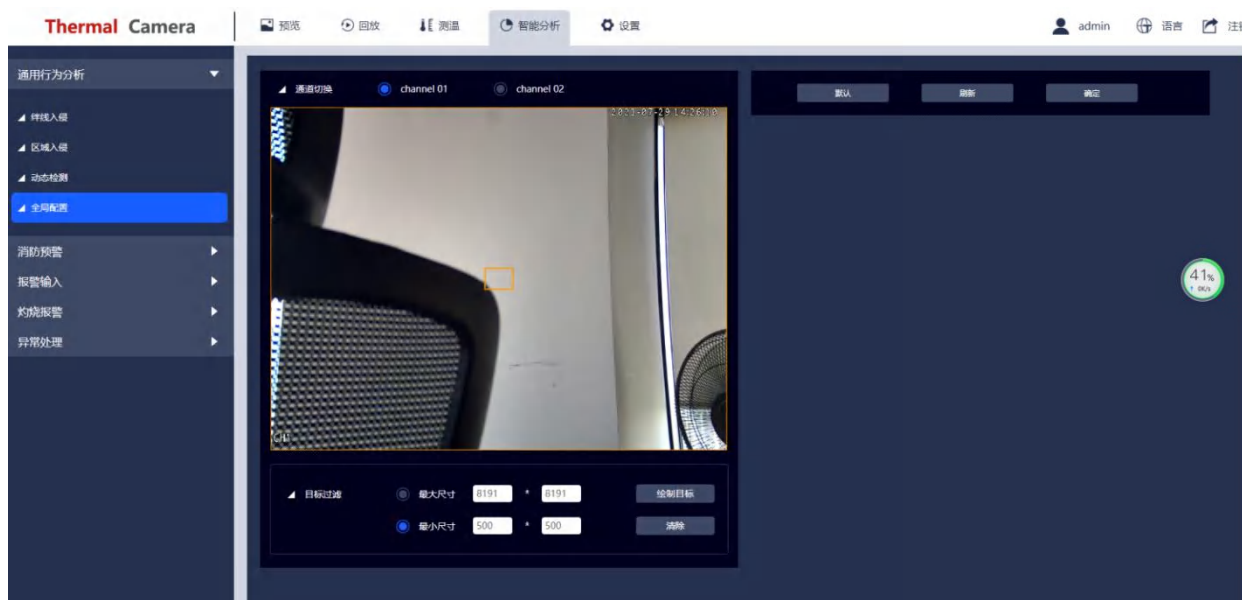 Thermal Camera
预览 回放 测温 智能分析 设置 admin 语言
通用行为分析
绊线入侵
区域入侵
动态检测
全局配置
消防预警
报警输入
灼烧报警
异常处理
通道切换 channel 01 channel 02
默认 刷新 确定
41%
目标过滤 最大尺寸 8191 * 8191 绘制目标
最小尺寸 500 * 500 清除